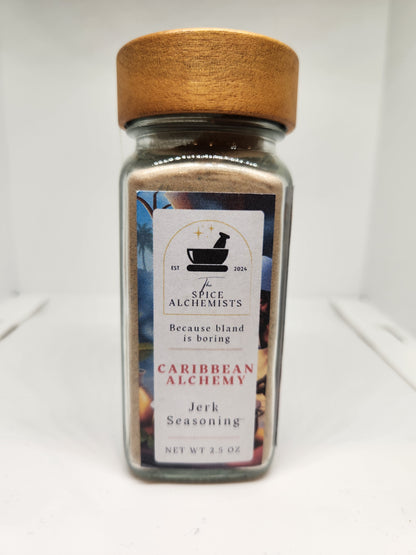 EST 2024
The
SPICE
ALCHEMISTS
Because bland
is boring
CARIBBEAN
ALCHEMY
Jerk
Seasoning
NET WT 2.5 OZ